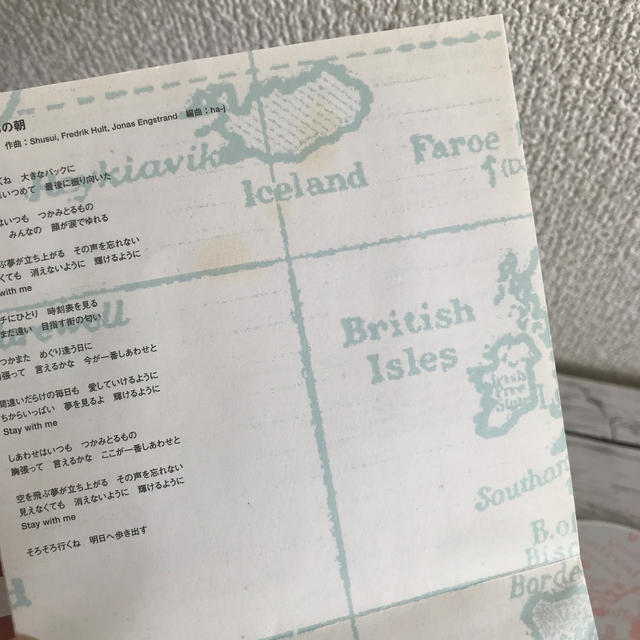 の朝
作曲：Shusui, Fredrik Hult, Jonas Engstrand　編曲：ha-j
くね　大きなバックに
いつめて　最後に振り向いた
はいつも　つかみとるもの
みんなの　顔が涙でゆれる
ぶ夢が立ち上がる　その声を忘れない
くても　消えないように　輝けるように
with me
チにひとり　時刻表を見る
まだ遠い　目指す街の匂い
つかまた　めぐり逢う日に
張って　言えるかな　今が一番しあわせと
間違いだらけの毎日も　愛していけるように
ちからいっぱい　夢を見るよ　輝けるように
Stay with me
しあわせはいつも　つかみとるもの
胸張って　言えるかな　ここが一番しあわせと
空を飛ぶ夢が立ち上がる　その声を忘れない
見えなくても　消えないように　輝けるように
Stay with me
そろそろ行くね　明日へ歩き出す
Reykjavik
Iceland
Faroe
(D
British
Isles
Irish
Free
State
Southam
B.of
Bisc
Borde